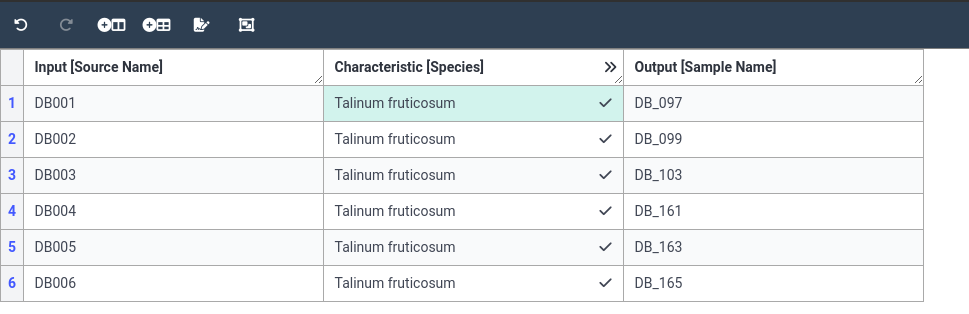 Input [Source Name] Characteristic [Species] Output [Sample Name]
1 DB001 Talinum fruticosum DB_097
2 DB002 Talinum fruticosum DB_099
3 DB003 Talinum fruticosum DB_103
4 DB004 Talinum fruticosum DB_161
5 DB005 Talinum fruticosum DB_163
6 DB006 Talinum fruticosum DB_165